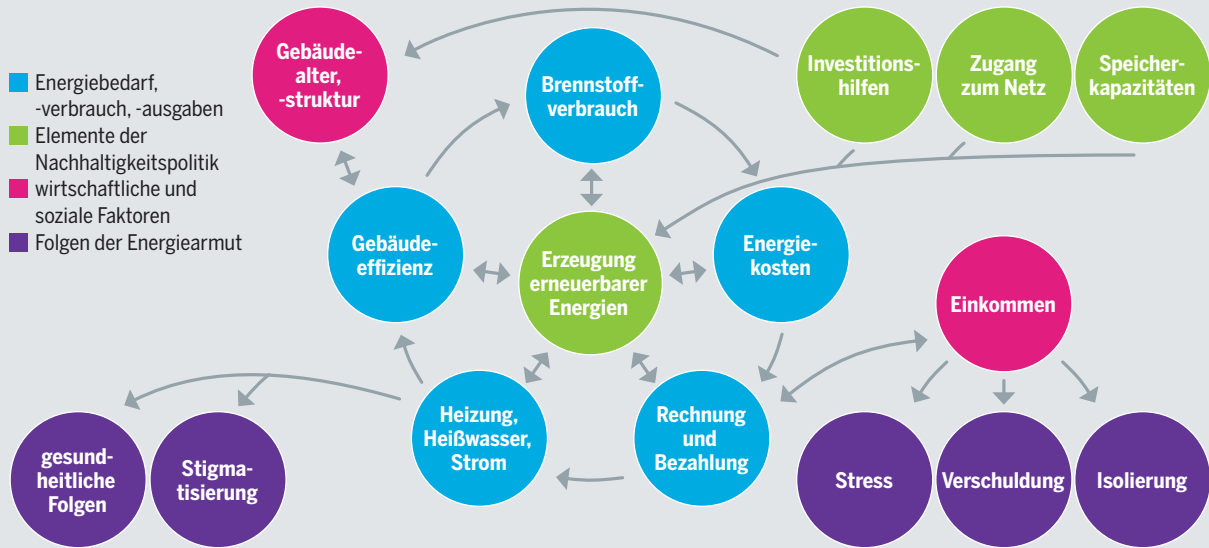 Energiebedarf,
-verbrauch, -ausgaben
Elemente der
Nachhaltigkeitspolitik
wirtschaftliche und
soziale Faktoren
Folgen der Energiearmut
Gebäude-
alter,
-struktur
Brennstoff-
verbrauch
Investitions-
hilfen
Zugang
zum Netz
Speicher-
kapazitäten
Gebäude-
effizienz
Erzeugung
erneuerbarer
Energien
Energie-
kosten
Einkommen
Heizung,
Heißwasser,
Strom
Rechnung
und
Bezahlung
gesund-
heitliche
Folgen
Stigma-
tisierung
Stress
Verschuldung
Isolierung